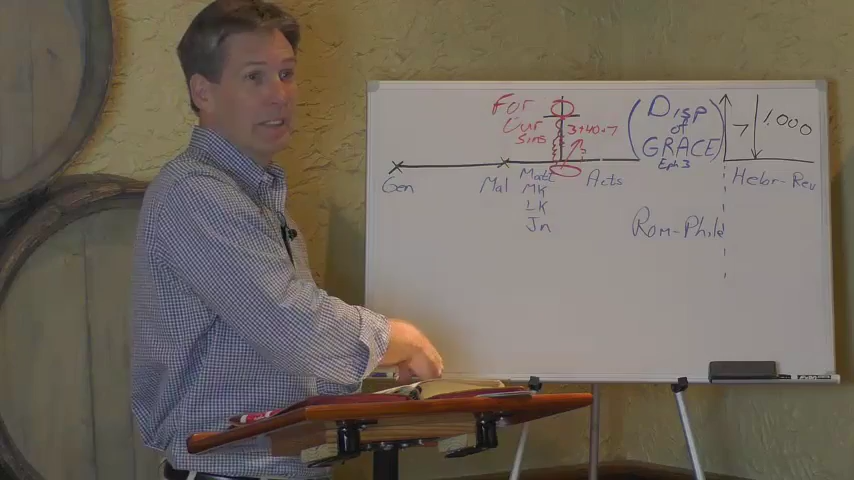 For
Our
sins
3+40+7
(Disp
of
GRACE)
Eph 3
7
1,000
Gen
Mal
Matt
MK
LK
Jn
Acts
Hebr-Rev
Rom-Phile